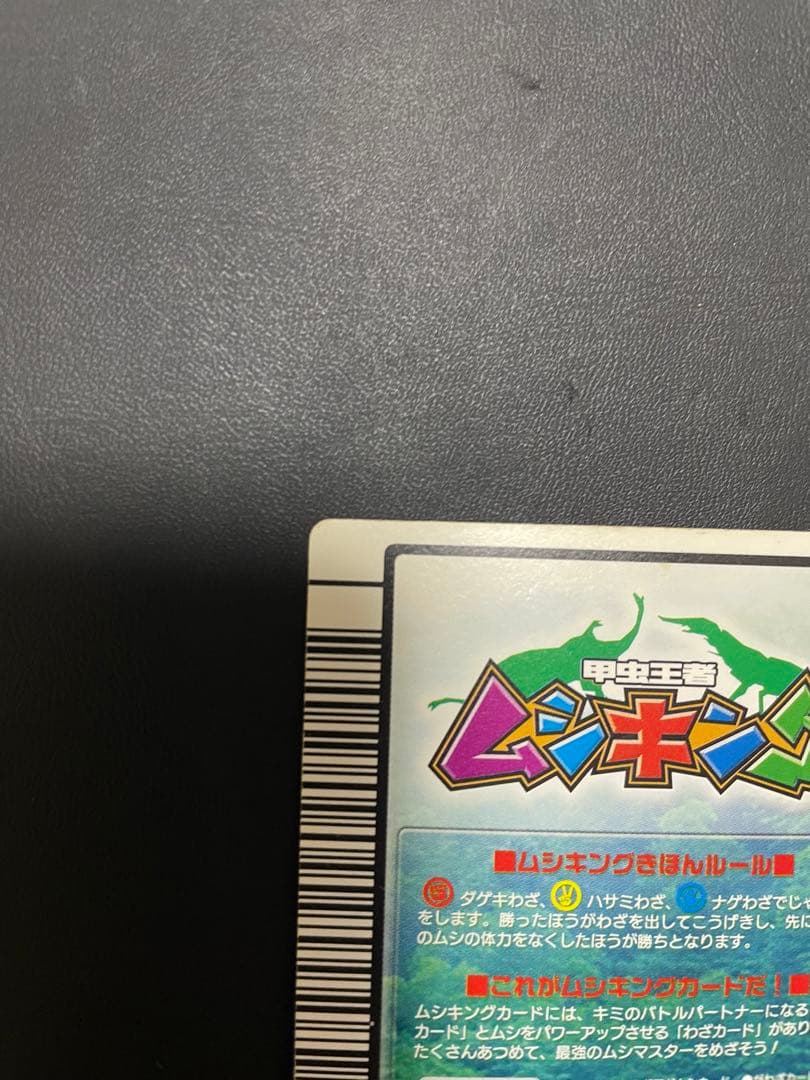 甲虫王者
ムシキング
■ムシキングきほんルール■
ダゲキわざ、ハサミわざ、ナゲわざでじゃ
をします。勝ったほうがわざを出してこうげきし、先に
のムシの体力をなくしたほうが勝ちとなります。
■これがムシキングカードだ！■
ムシキングカードには、キミのバトルパートナーになる
カード」とムシをパワーアップさせる「わざカード」があり
たくさんあつめて、最強のムシマスターをめざそう！